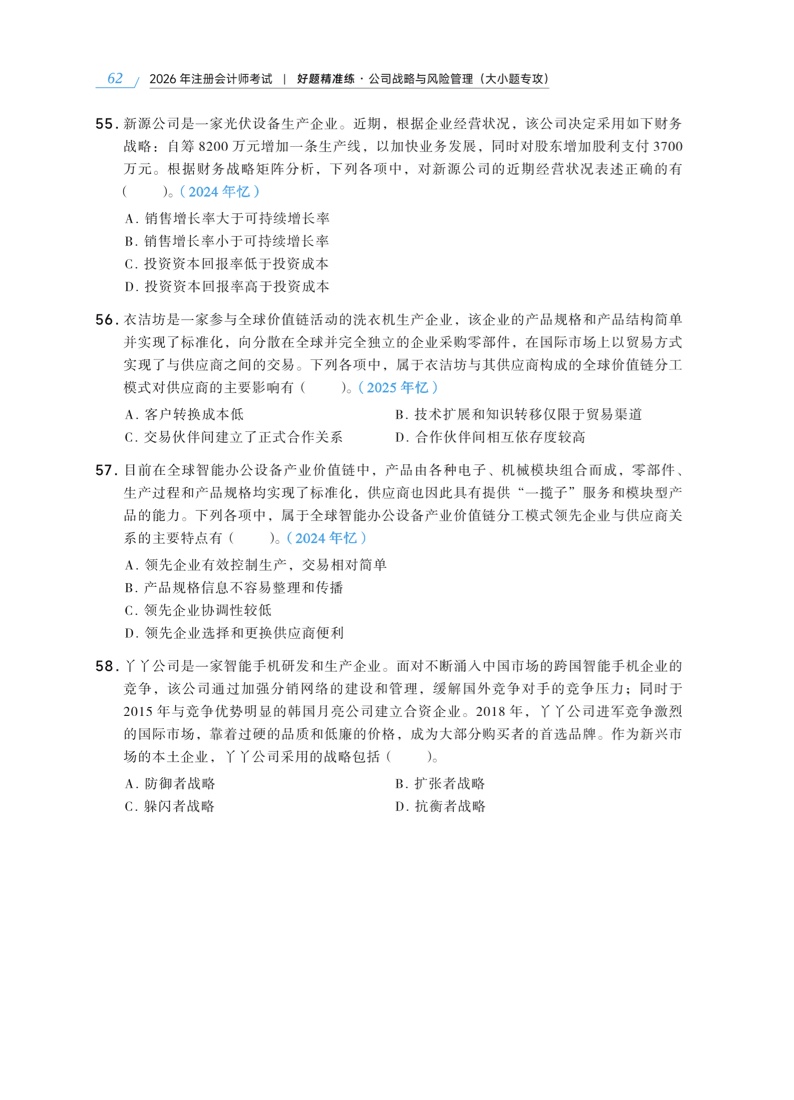 62 2026 年注册会计师考试 | 好题精准练·公司战略与风险管理（大小题专攻）
55. 新源公司是一家光伏设备生产企业。近期，根据企业经营状况，该公司决定采用如下财务
战略：自筹 8200 万元增加一条生产线，以加快业务发展，同时对股东增加股利支付 3700
万元。根据财务战略矩阵分析，下列各项中，对新源公司的近期经营状况表述正确的有
（　　）。（2024 年忆）
A. 销售增长率大于可持续增长率
B. 销售增长率小于可持续增长率
C. 投资资本回报率低于投资成本
D. 投资资本回报率高于投资成本
56. 衣洁坊是一家参与全球价值链活动的洗衣机生产企业，该企业的产品规格和产品结构简单
并实现了标准化，向分散在全球并完全独立的企业采购零部件，在国际市场上以贸易方式
实现了与供应商之间的交易。下列各项中，属于衣洁坊与其供应商构成的全球价值链分工
模式对供应商的主要影响有（　　）。（2025 年忆）
A. 客户转换成本低　　B. 技术扩展和知识转移仅限于贸易渠道
C. 交易伙伴间建立了正式合作关系　　D. 合作伙伴间相互依存度较高
57. 目前在全球智能办公设备产业价值链中，产品由各种电子、机械模块组合而成，零部件、
生产过程和产品规格均实现了标准化，供应商也因此具有提供“一揽子”服务和模块型产
品的能力。下列各项中，属于全球智能办公设备产业价值链分工模式领先企业与供应商关
系的主要特点有（　　）。（2024 年忆）
A. 领先企业有效控制生产，交易相对简单
B. 产品规格信息不容易整理和传播
C. 领先企业协调性较低
D. 领先企业选择和更换供应商便利
58. 丫丫公司是一家智能手机研发和生产企业。面对不断涌入中国市场的跨国智能手机企业的
竞争，该公司通过加强分销网络的建设和管理，缓解国外竞争对手的竞争压力；同时于
2015 年与竞争优势明显的韩国月亮公司建立合资企业。2018 年，丫丫公司进军竞争激烈
的国际市场，靠着过硬的品质和低廉的价格，成为大部分购买者的首选品牌。作为新兴市
场的本土企业，丫丫公司采用的战略包括（　　）。
A. 防御者战略　　B. 扩张者战略
C. 躲闪者战略　　D. 抗衡者战略